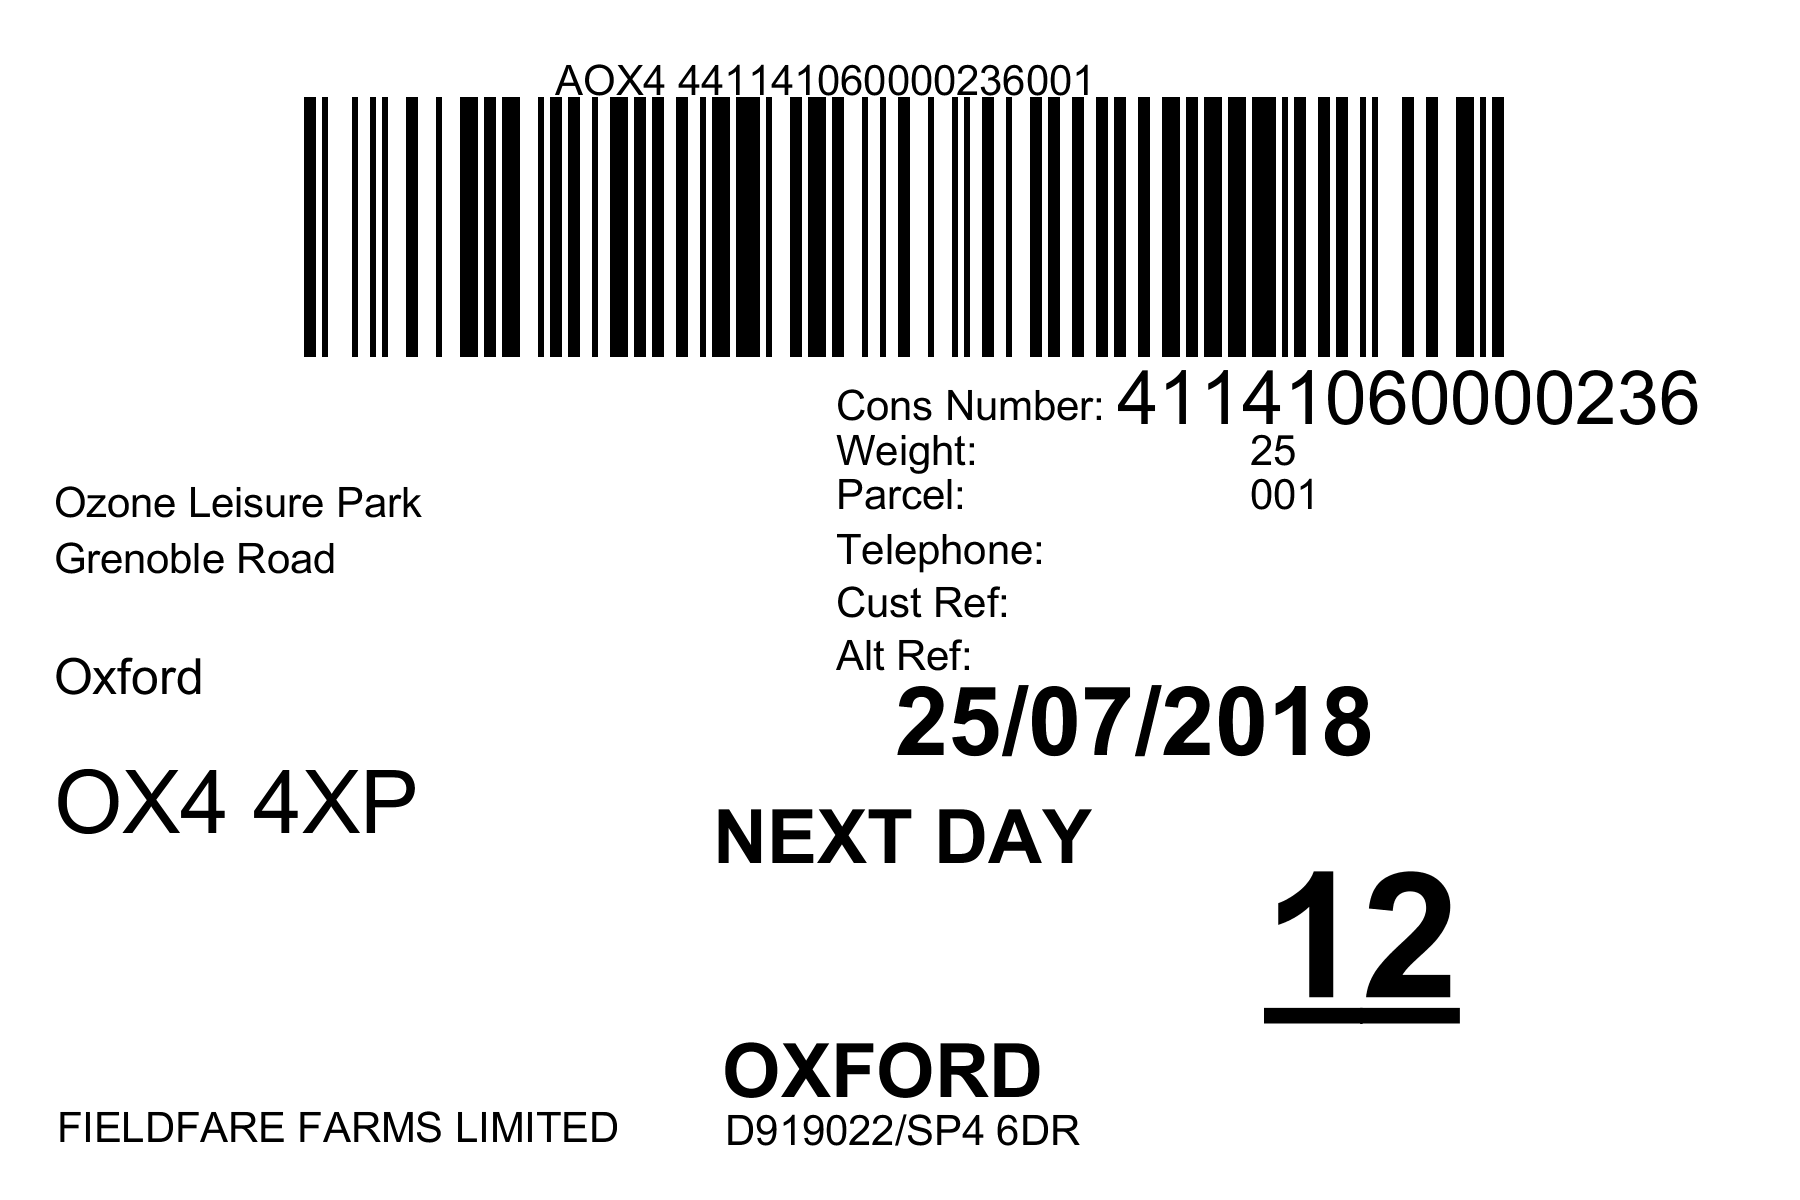 AOX4 441141060000236001
Cons Number: 41141060000236
Weight: 25
Parcel: 001
Telephone:
Cust Ref:
Alt Ref:
Ozone Leisure Park
Grenoble Road
Oxford
OX4 4XP
25/07/2018
NEXT DAY
12
OXFORD
FIELDFARE FARMS LIMITED
D919022/SP4 6DR